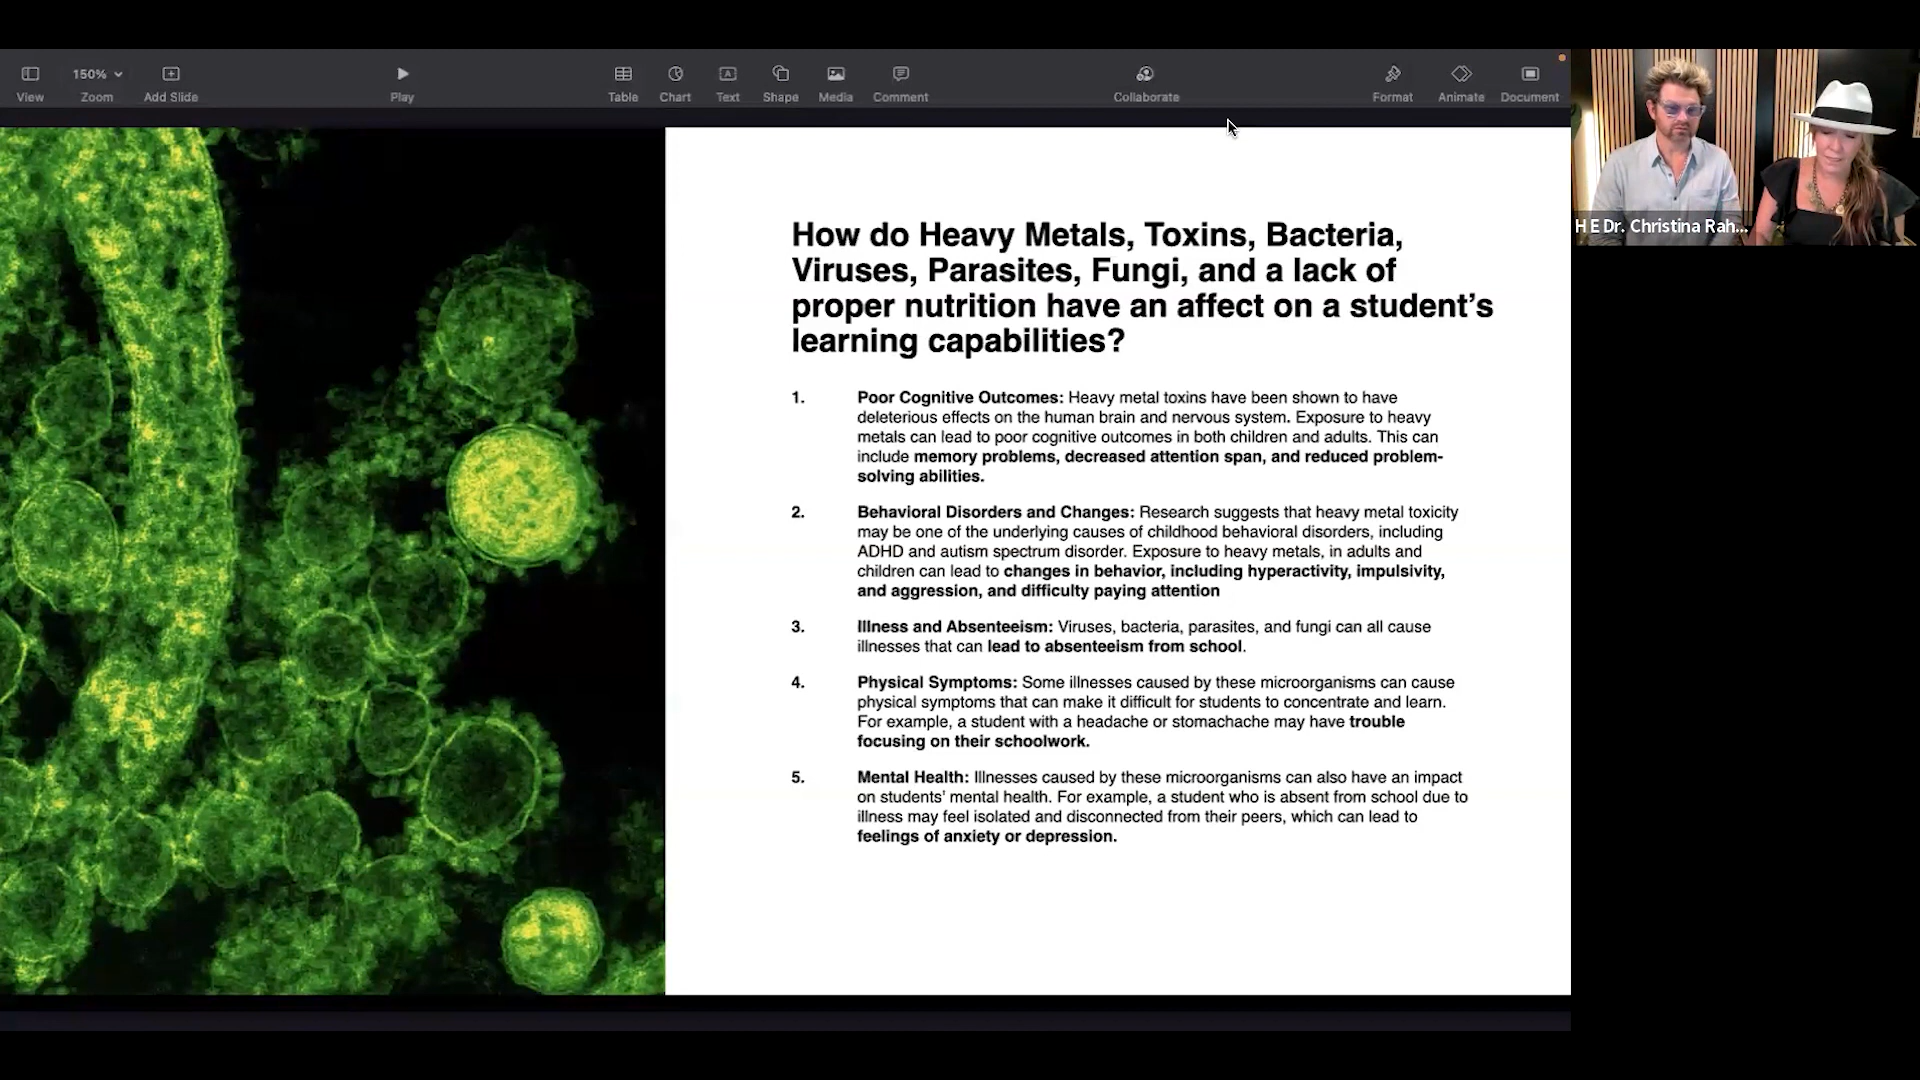 View
150%
Zoom
Add Slide
Play
Table
Chart
Text
Shape
Media
Comment
Collaborate
Format
Animate
Document
H E Dr. Christina Rah...
How do Heavy Metals, Toxins, Bacteria,
Viruses, Parasites, Fungi, and a lack of
proper nutrition have an affect on a student’s
learning capabilities?
1. Poor Cognitive Outcomes: Heavy metal toxins have been shown to have
deleterious effects on the human brain and nervous system. Exposure to heavy
metals can lead to poor cognitive outcomes in both children and adults. This can
include memory problems, decreased attention span, and reduced problem-
solving abilities.
2. Behavioral Disorders and Changes: Research suggests that heavy metal toxicity
may be one of the underlying causes of childhood behavioral disorders, including
ADHD and autism spectrum disorder. Exposure to heavy metals, in adults and
children can lead to changes in behavior, including hyperactivity, impulsivity,
and aggression, and difficulty paying attention
3. Illness and Absenteeism: Viruses, bacteria, parasites, and fungi can all cause
illnesses that can lead to absenteeism from school.
4. Physical Symptoms: Some illnesses caused by these microorganisms can cause
physical symptoms that can make it difficult for students to concentrate and learn.
For example, a student with a headache or stomachache may have trouble
focusing on their schoolwork.
5. Mental Health: Illnesses caused by these microorganisms can also have an impact
on students' mental health. For example, a student who is absent from school due to
illness may feel isolated and disconnected from their peers, which can lead to
feelings of anxiety or depression.